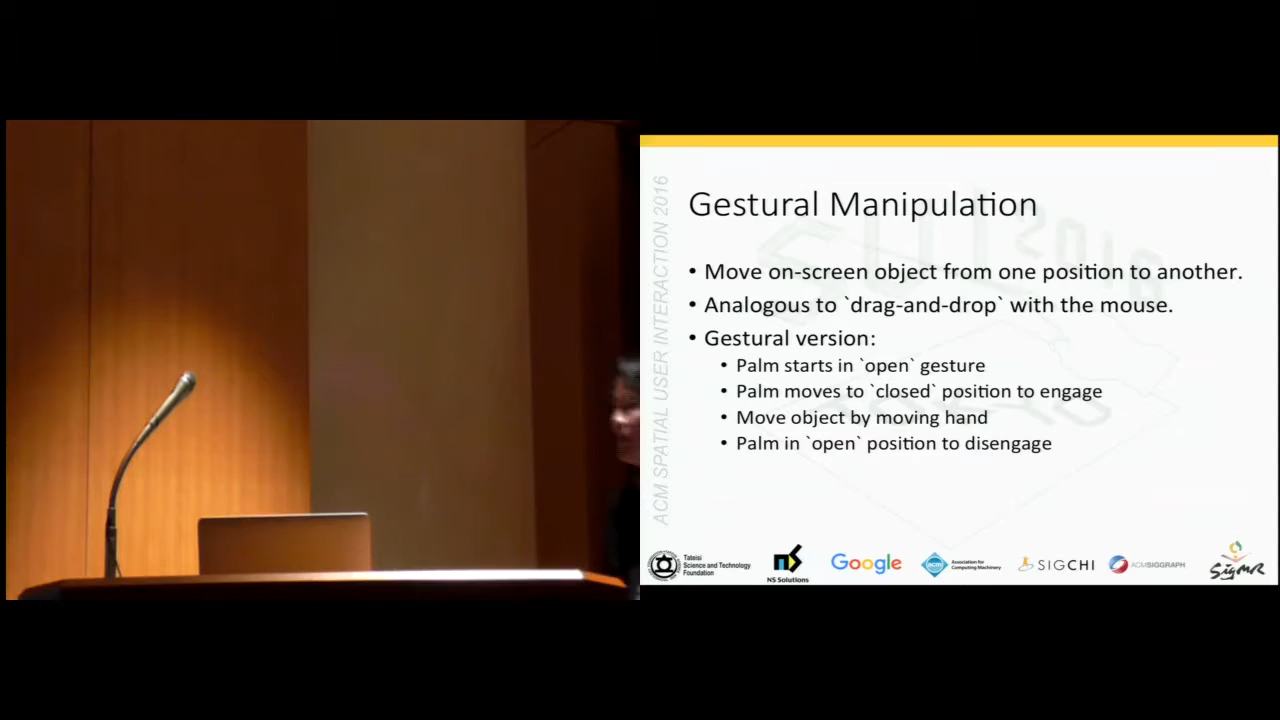 ACM SPATIAL USER INTERACTION 2016
Gestural Manipulation
• Move on-screen object from one position to another.
• Analogous to `drag-and-drop` with the mouse.
• Gestural version:
• Palm starts in `open` gesture
• Palm moves to `closed` position to engage
• Move object by moving hand
• Palm in `open` position to disengage
Tateisi
Science and Technology
Foundation
NS Solutions
Google
acm
Association for
Computing Machinery
SIGCHI
ACMSIGGRAPH
SigMR